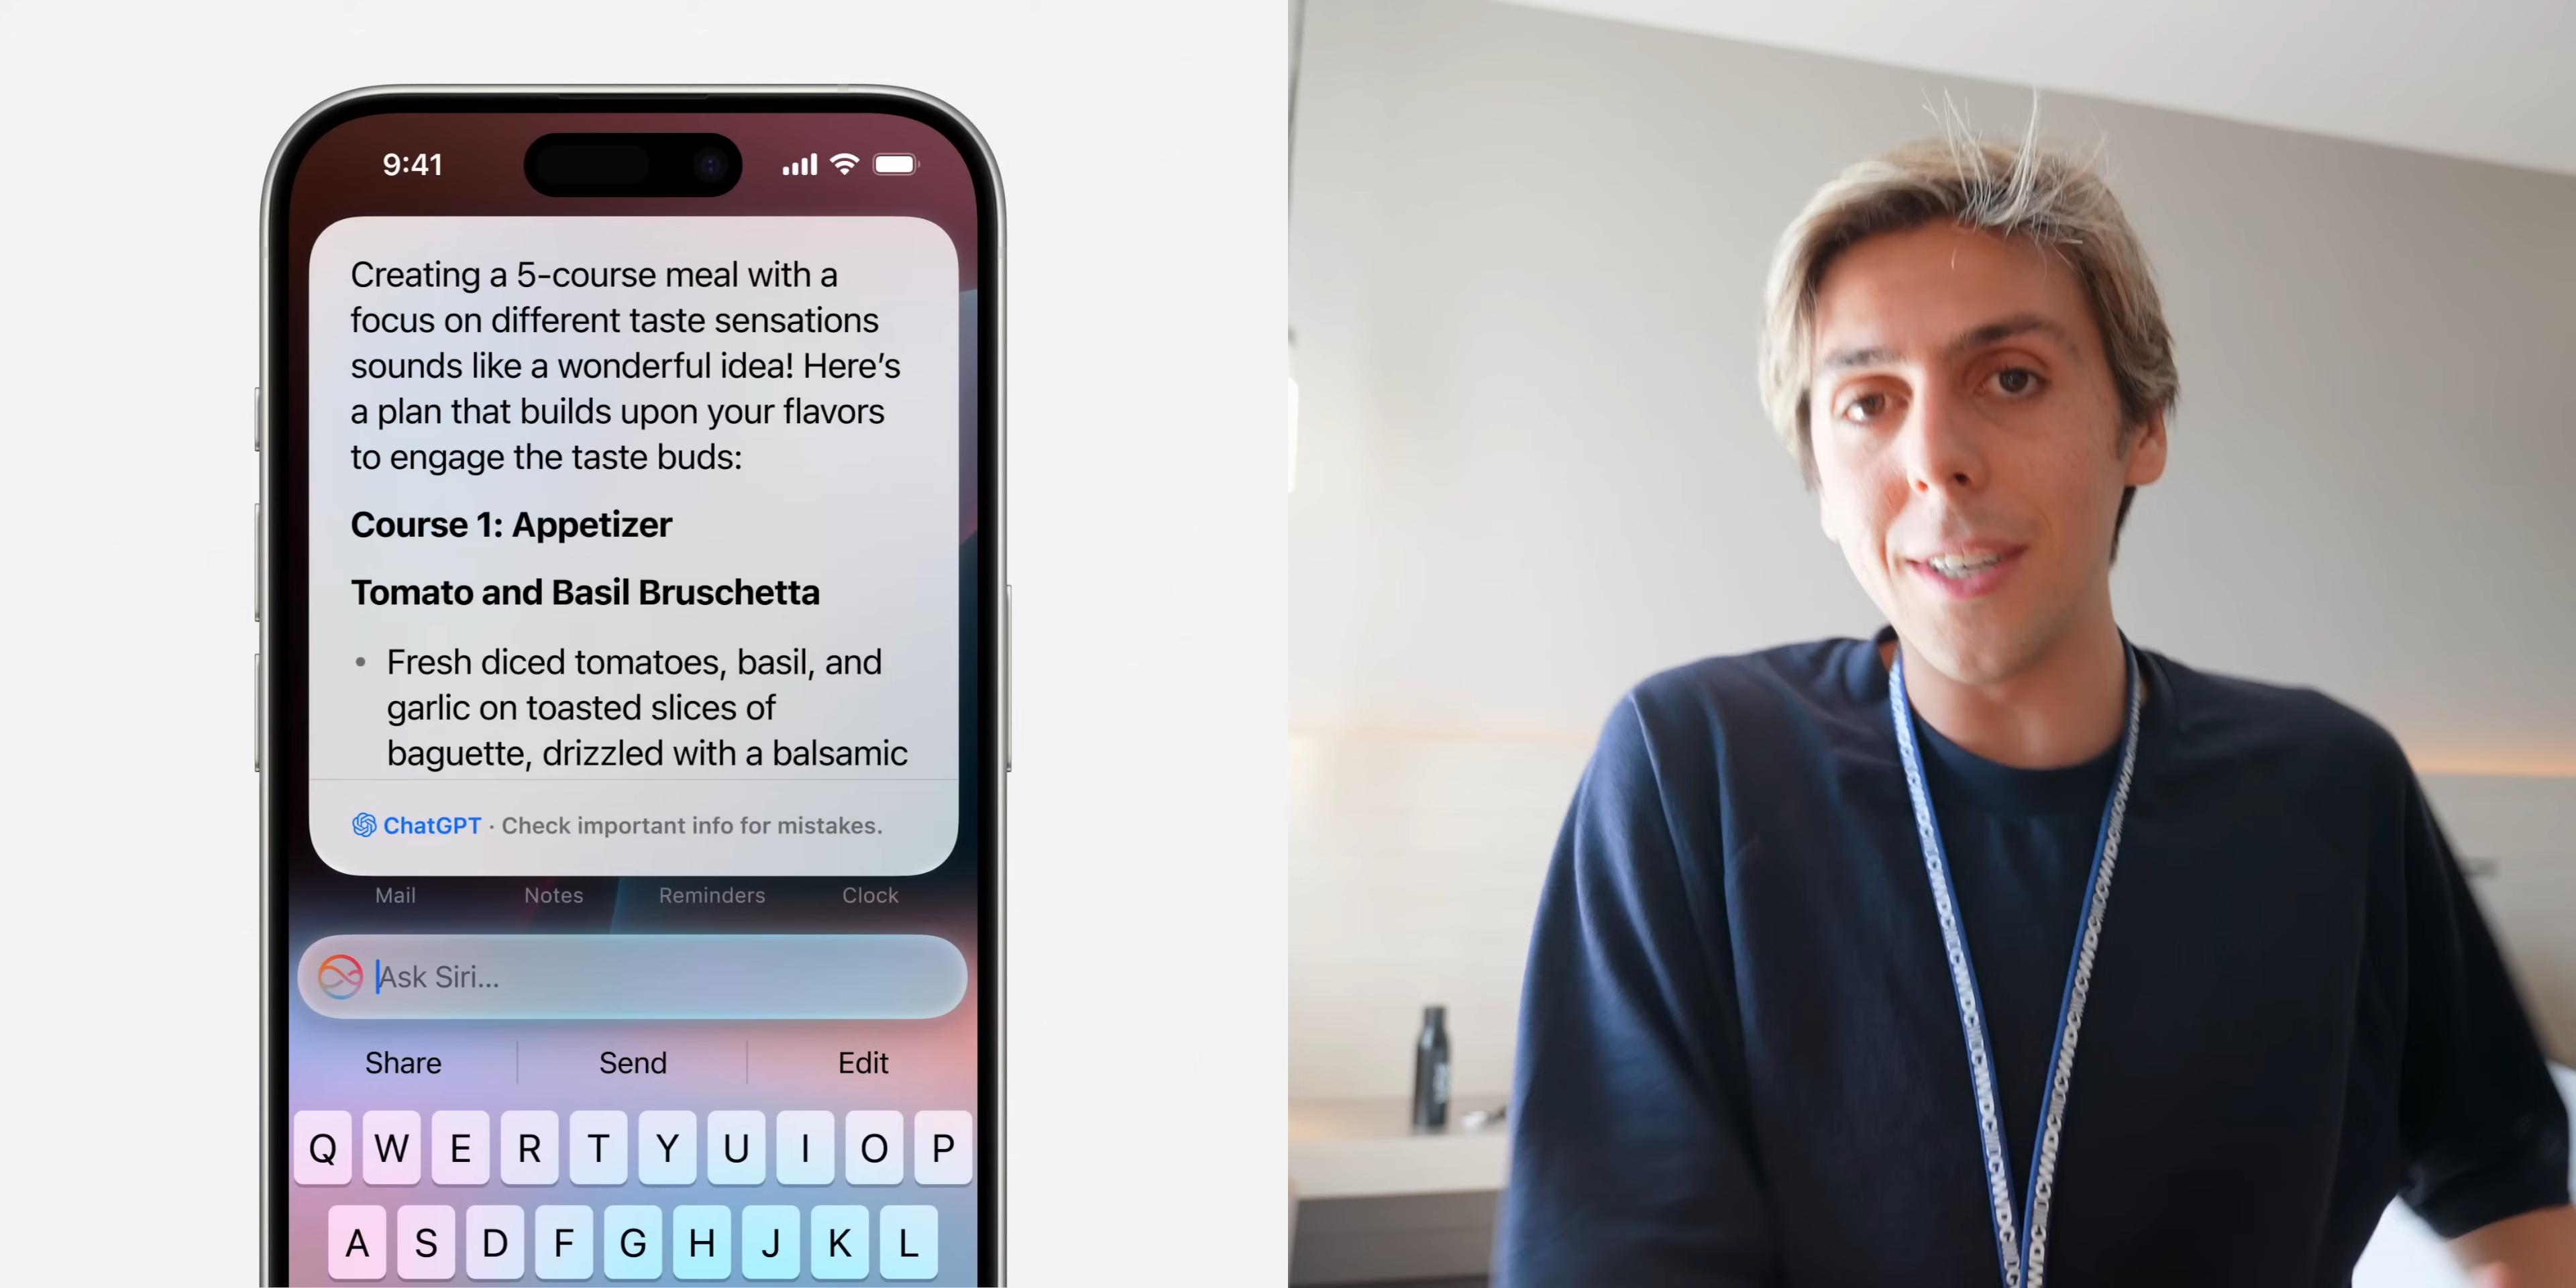 9:41
Creating a 5-course meal with a
focus on different taste sensations
sounds like a wonderful idea! Here’s
a plan that builds upon your flavors
to engage the taste buds:
Course 1: Appetizer
Tomato and Basil Bruschetta
• Fresh diced tomatoes, basil, and
garlic on toasted slices of
baguette, drizzled with a balsamic
ChatGPT · Check important info for mistakes.
Mail Notes Reminders Clock
Ask Siri...
Share Send Edit
Q W E R T Y U I O P
A S D F G H J K L